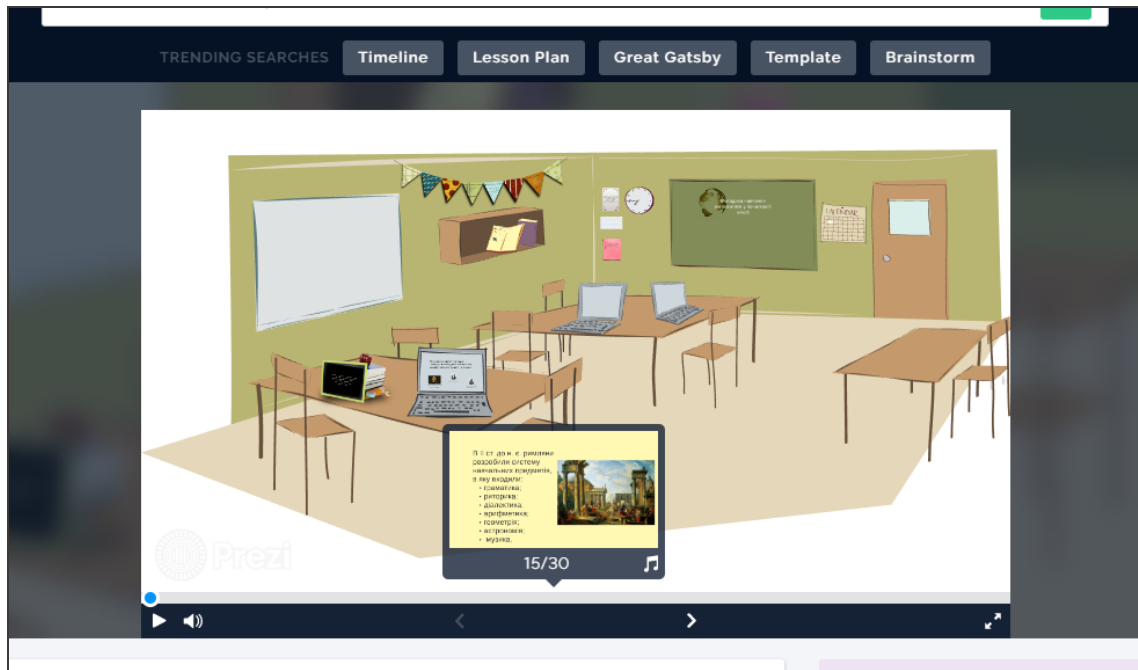 TRENDING SEARCHES Timeline Lesson Plan Great Gatsby Template Brainstorm
CALENDAR
В ІІ ст. до н. е. римляни
розробили систему
навчальних предметів,
в яку входили:
• граматика;
• риторика;
• діалектика;
• арифметика;
• геометрія;
• астрономія;
• музика.
15/30
Prezi